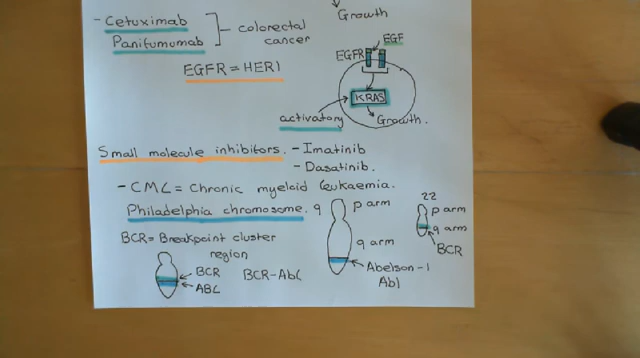 Growth
- Cetuximab
Panitumumab
colorectal
cancer
EGFR = HER1
EGF
EGFR
KRAS
activatory
Growth.
Small molecule inhibitors. - Imatinib
- Dasatinib.
- CML = Chronic myeloid leukaemia.
Philadelphia chromosome.
9
p arm
q arm
Abelson-1
Abl
22
p arm
q arm
BCR
BCR = Breakpoint cluster
region
BCR
ABL
BCR-Abl